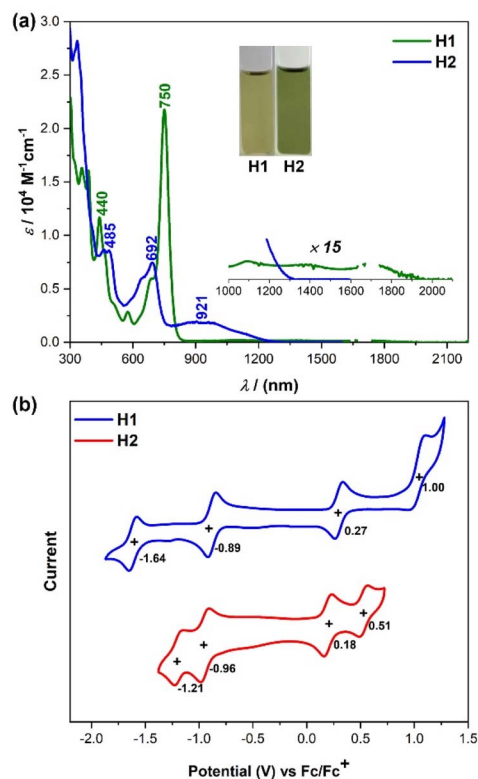 (a)
H1
H2
ε / 10⁴ M⁻¹cm⁻¹
3.0
2.5
2.0
1.5
1.0
0.5
0.0
750
440
485
692
921
H1 H2
× 15
1000 1200 1400 1600 1800 2000
300 600 900 1200 1500 1800 2100
λ / (nm)
(b)
H1
H2
Current
1.00
0.27
-0.89
-1.64
0.51
0.18
-0.96
-1.21
-2.0 -1.5 -1.0 -0.5 0.0 0.5 1.0 1.5
Potential (V) vs Fc/Fc⁺